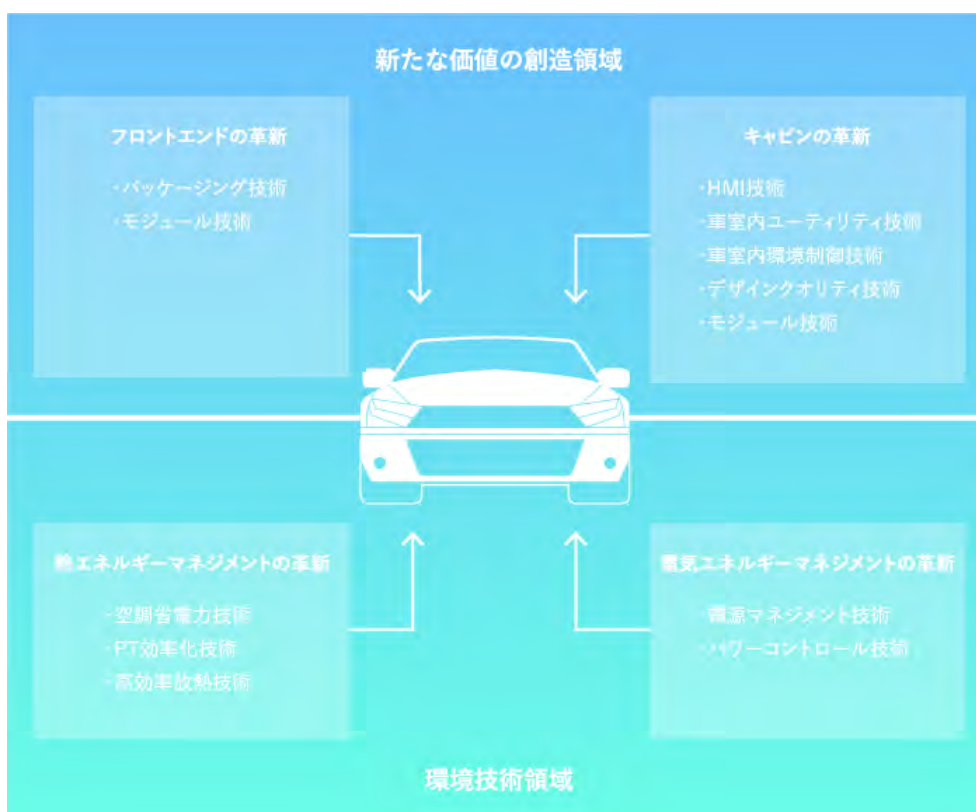 新たな価値の創造領域
フロントエンドの革新
・パッケージング技術
・モジュール技術
キャビンの革新
・HMI技術
・車室内ユーティリティ技術
・車室内環境制御技術
・デザインクオリティ技術
・モジュール技術
熱エネルギーマネジメントの革新
・空調省電力技術
・PT効率化技術
・高効率放熱技術
電気エネルギーマネジメントの革新
・電源マネジメント技術
・パワーコントロール技術
環境技術領域